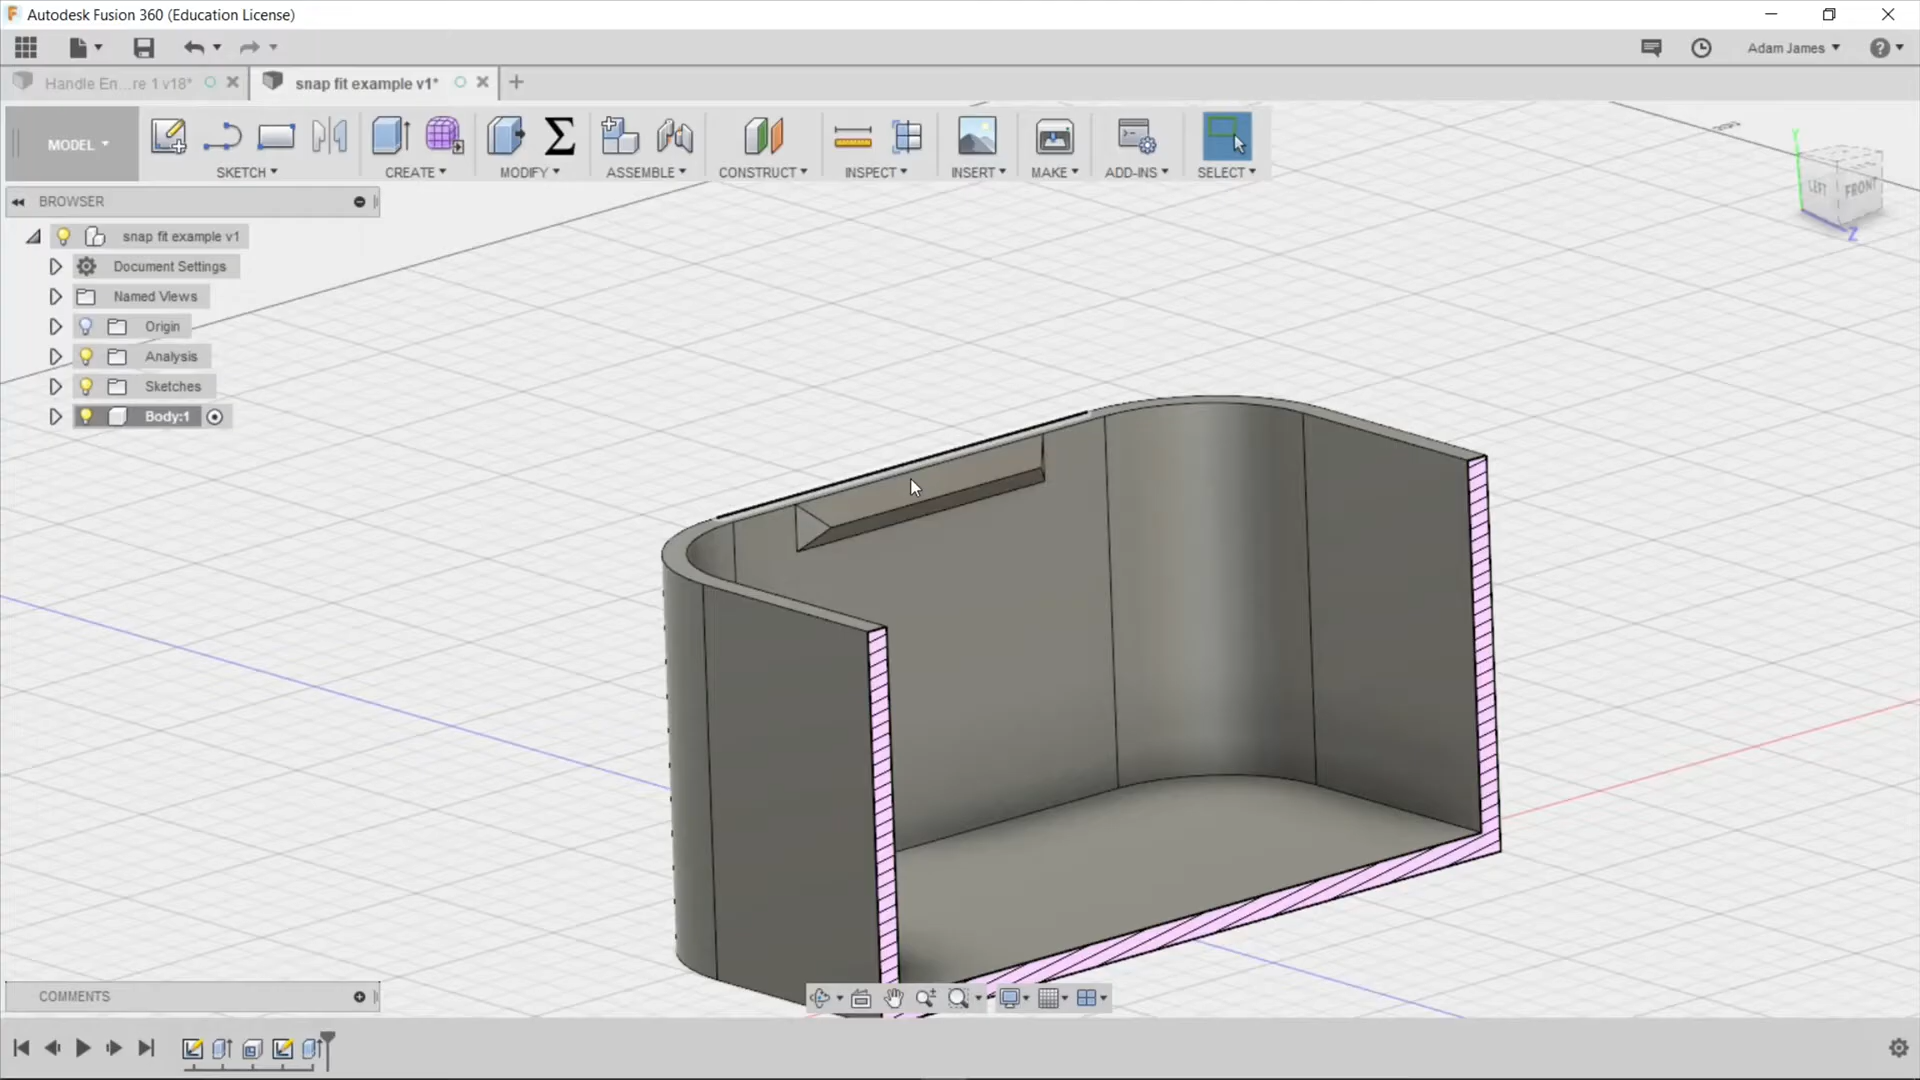 Autodesk Fusion 360 (Education License)
Adam James
Handle En...re 1 v18*
snap fit example v1*
MODEL
SKETCH
CREATE
MODIFY
ASSEMBLE
CONSTRUCT
INSPECT
INSERT
MAKE
ADD-INS
SELECT
BROWSER
snap fit example v1
Document Settings
Named Views
Origin
Analysis
Sketches
Body:1
Y
LEFT
FRONT
Z
COMMENTS